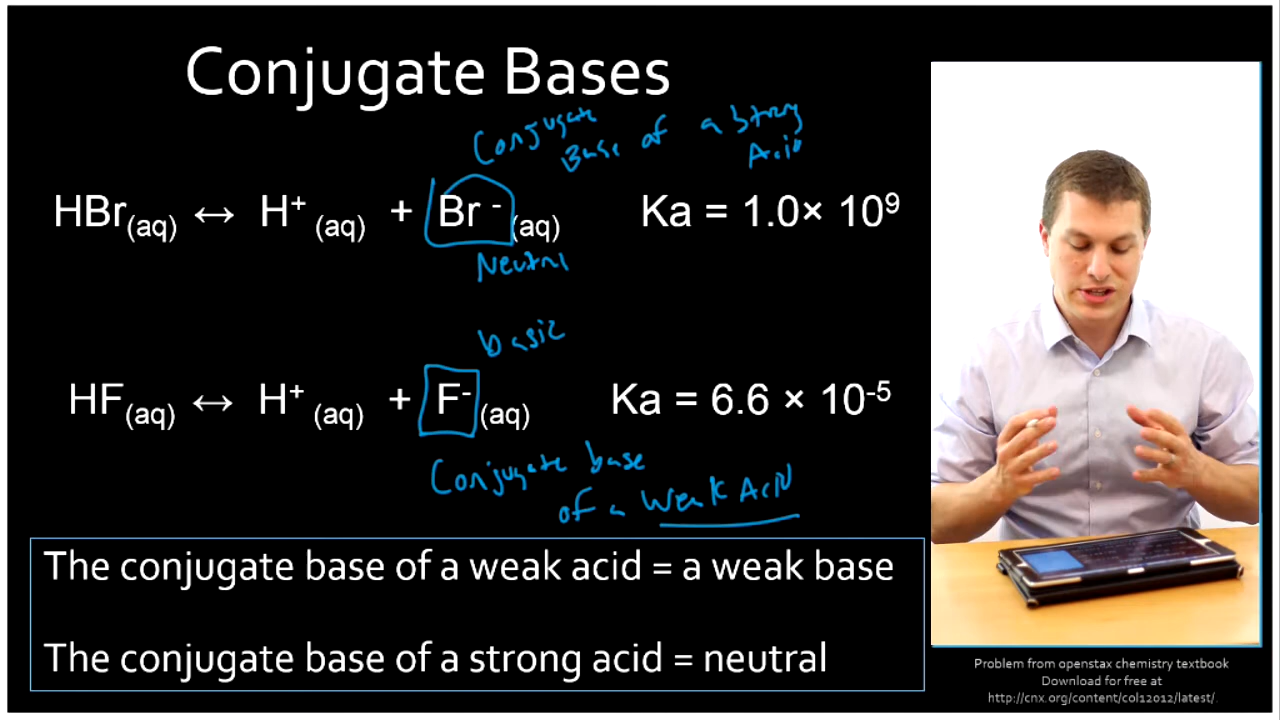 Conjugate Bases
Conjugate
Base of a Strong
Acid
HBr(aq) ↔ H⁺ (aq) + Br ⁻ (aq) Ka = 1.0× 10⁹
Neutral
basic
HF(aq) ↔ H⁺ (aq) + F⁻ (aq) Ka = 6.6 × 10⁻⁵
Conjugate base
of a Weak Acid
The conjugate base of a weak acid = a weak base
The conjugate base of a strong acid = neutral
Problem from openstax chemistry textbook
Download for free at
http://cnx.org/content/col12012/latest/.